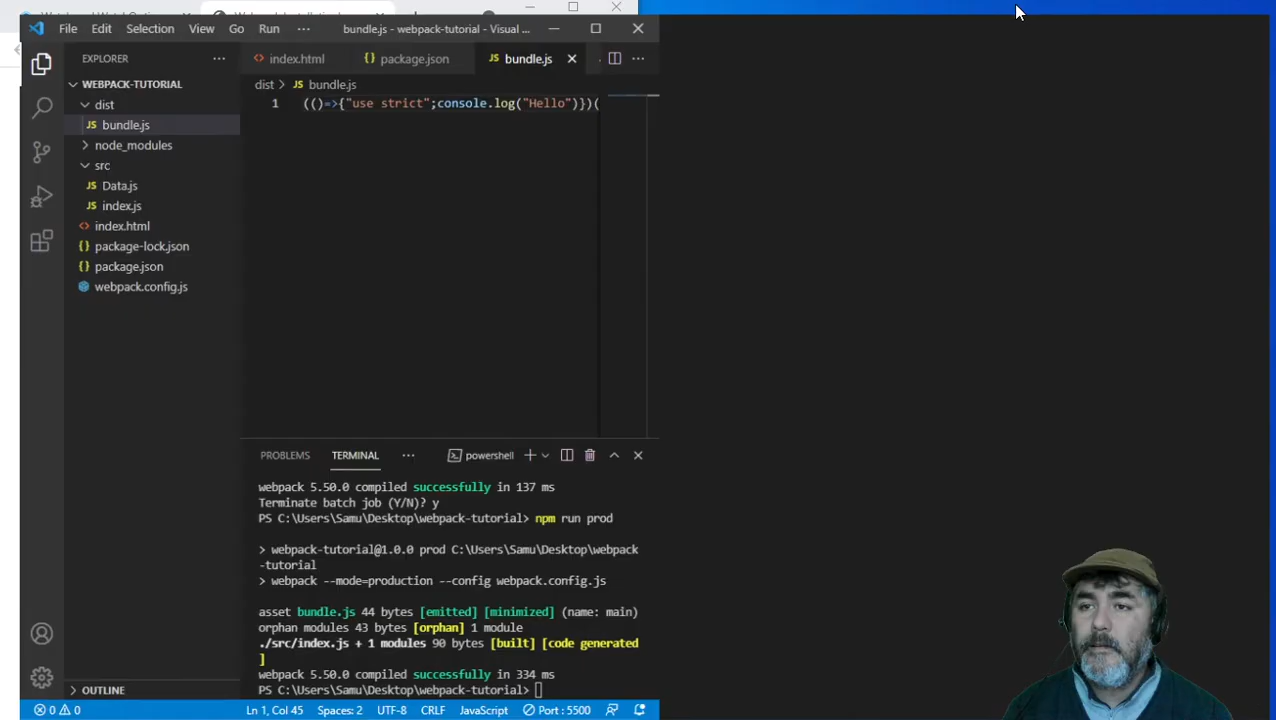 File Edit Selection View Go Run ··· bundle.js - webpack-tutorial - Visual ...
EXPLORER
index.html package.json bundle.js
WEBPACK-TUTORIAL
dist > bundle.js
dist
1 (()=>{"use strict";console.log("Hello")})(
bundle.js
node_modules
src
Data.js
index.js
index.html
package-lock.json
package.json
webpack.config.js
PROBLEMS TERMINAL ··· powershell
webpack 5.50.0 compiled successfully in 137 ms
Terminate batch job (Y/N)? y
PS C:\Users\Samu\Desktop\webpack-tutorial> npm run prod
> webpack-tutorial@1.0.0 prod C:\Users\Samu\Desktop\webpack
-tutorial
> webpack --mode=production --config webpack.config.js
asset bundle.js 44 bytes [emitted] [minimized] (name: main)
orphan modules 43 bytes [orphan] 1 module
./src/index.js + 1 modules 90 bytes [built] [code generated
]
webpack 5.50.0 compiled successfully in 334 ms
PS C:\Users\Samu\Desktop\webpack-tutorial>
OUTLINE
0 0 Ln 1, Col 45 Spaces: 2 UTF-8 CRLF JavaScript Port : 5500